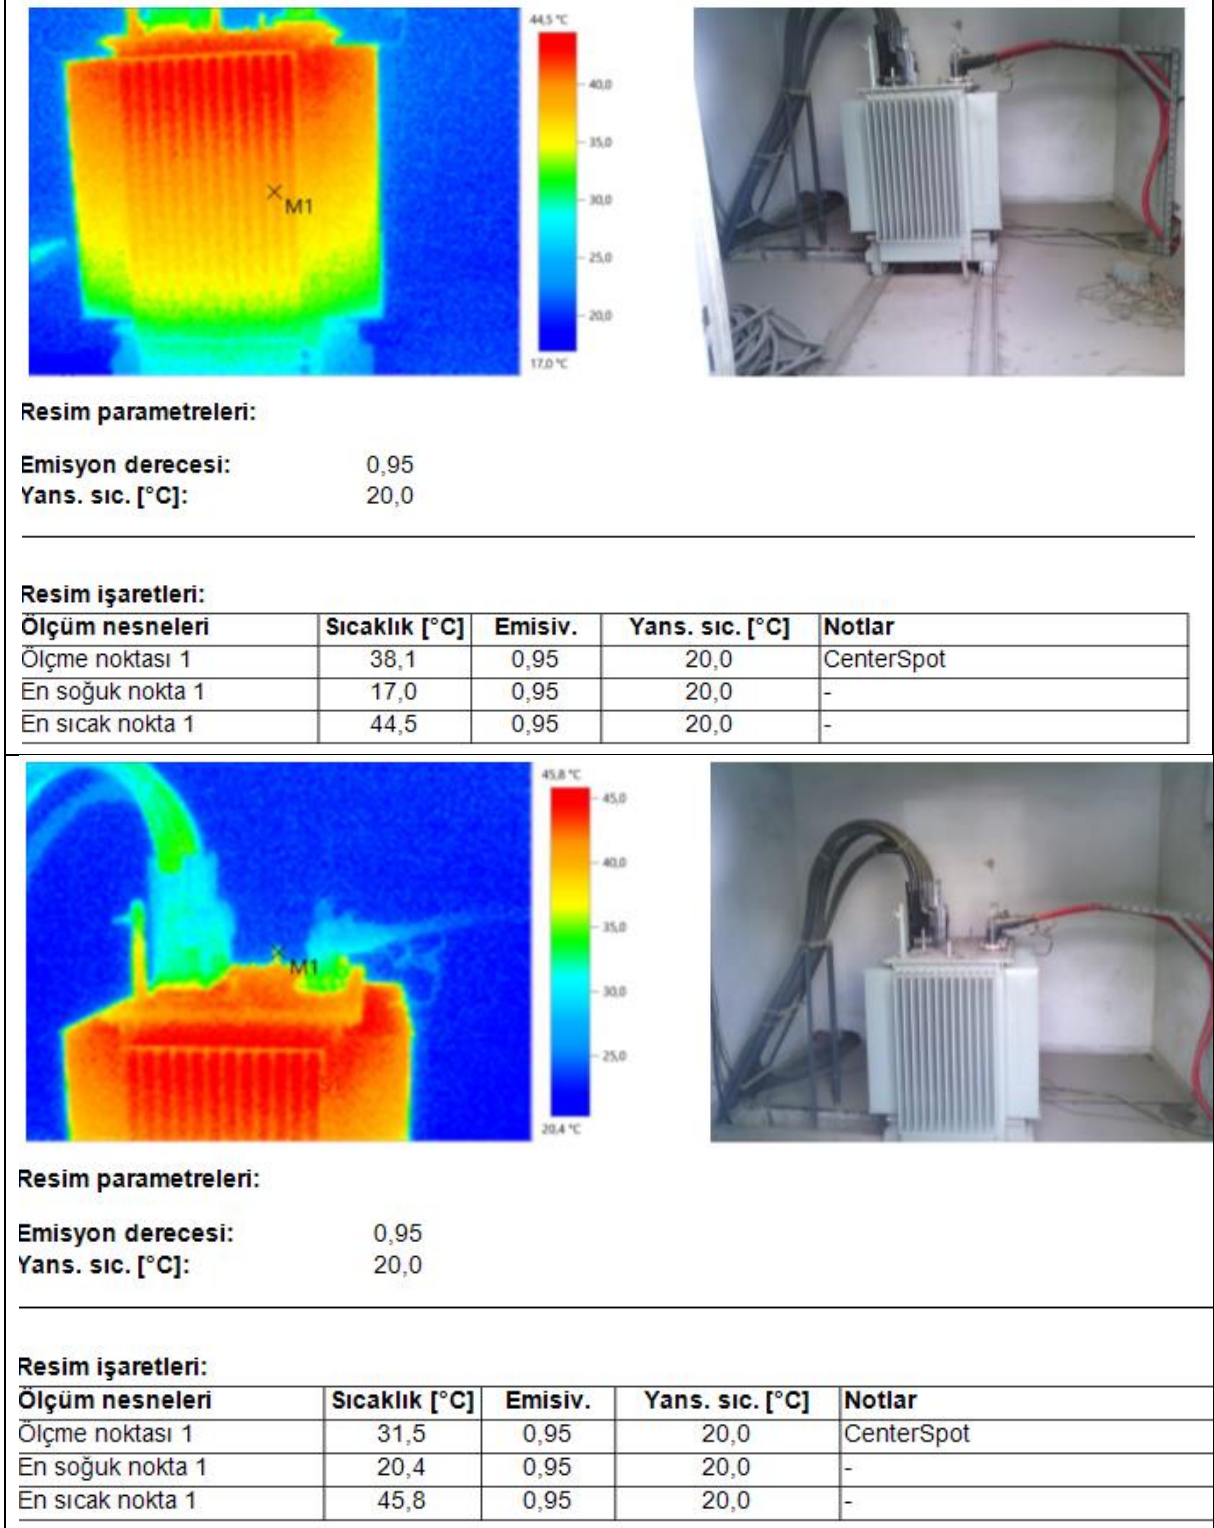 44,5 °C
40,0
35,0
M1
30,0
25,0
20,0
17,0 °C
Resim parametreleri:
Emisyon derecesi: 0,95
Yans. sıc. [°C]: 20,0
Resim işaretleri:
Ölçüm nesneleri Sıcaklık [°C] Emisiv. Yans. sıc. [°C] Notlar
Ölçme noktası 1 38,1 0,95 20,0 CenterSpot
En soğuk nokta 1 17,0 0,95 20,0 -
En sıcak nokta 1 44,5 0,95 20,0 -
45,8 °C
45,0
40,0
35,0
M1
30,0
25,0
S1
20,4 °C
Resim parametreleri:
Emisyon derecesi: 0,95
Yans. sıc. [°C]: 20,0
Resim işaretleri:
Ölçüm nesneleri Sıcaklık [°C] Emisiv. Yans. sıc. [°C] Notlar
Ölçme noktası 1 31,5 0,95 20,0 CenterSpot
En soğuk nokta 1 20,4 0,95 20,0 -
En sıcak nokta 1 45,8 0,95 20,0 -